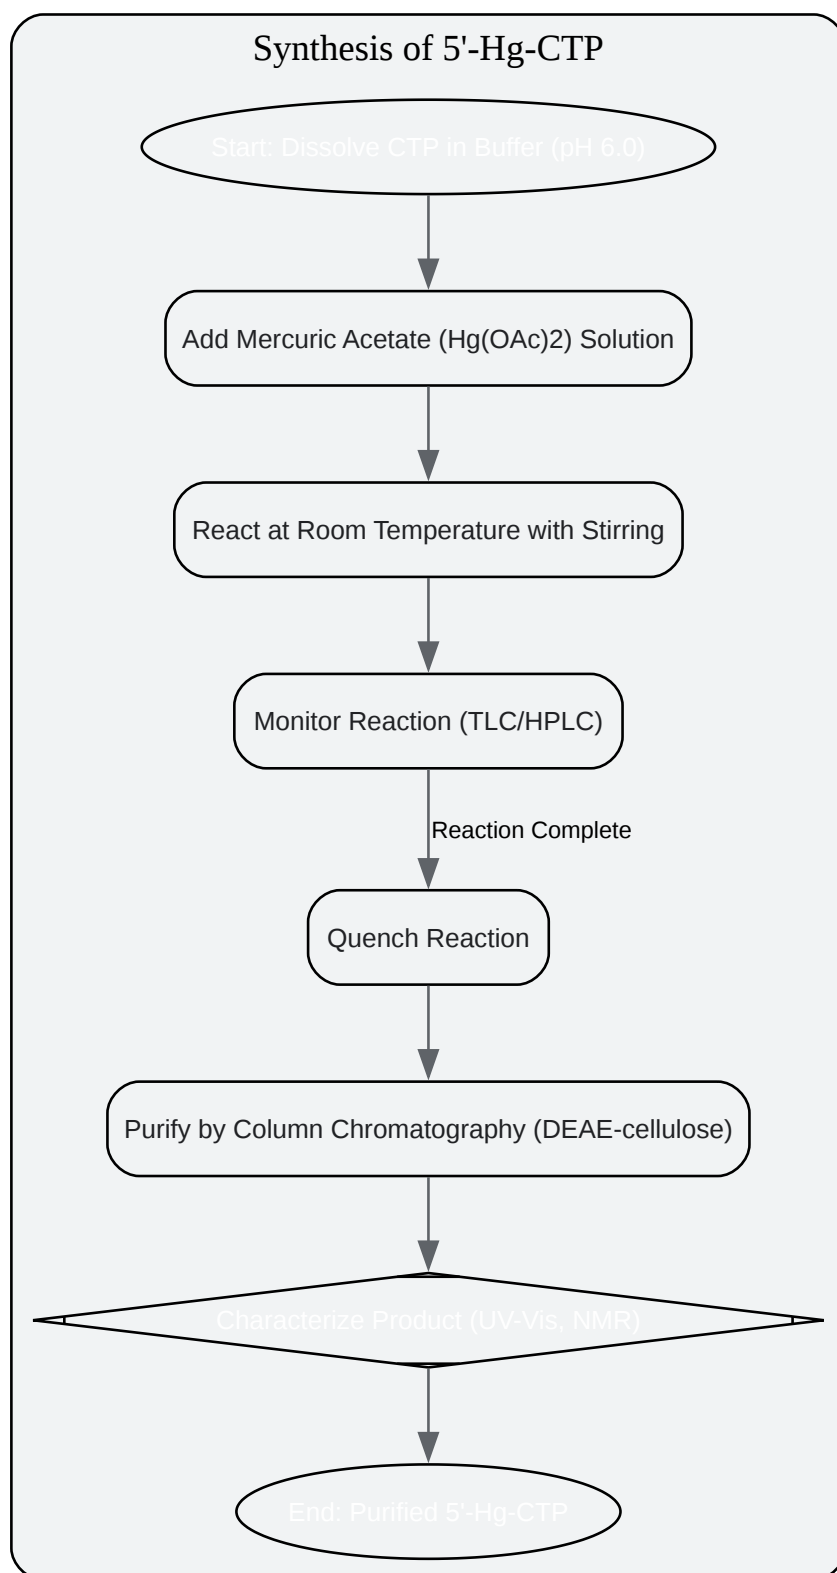 Synthesis of 5'-Hg-CTP
Start: Dissolve CTP in Buffer (pH 6.0)
Add Mercuric Acetate (Hg(OAc)2) Solution
React at Room Temperature with Stirring
Monitor Reaction (TLC/HPLC)
Reaction Complete
Quench Reaction
Purify by Column Chromatography (DEAE-cellulose)
Characterize Product (UV-Vis, NMR)
End: Purified 5'-Hg-CTP